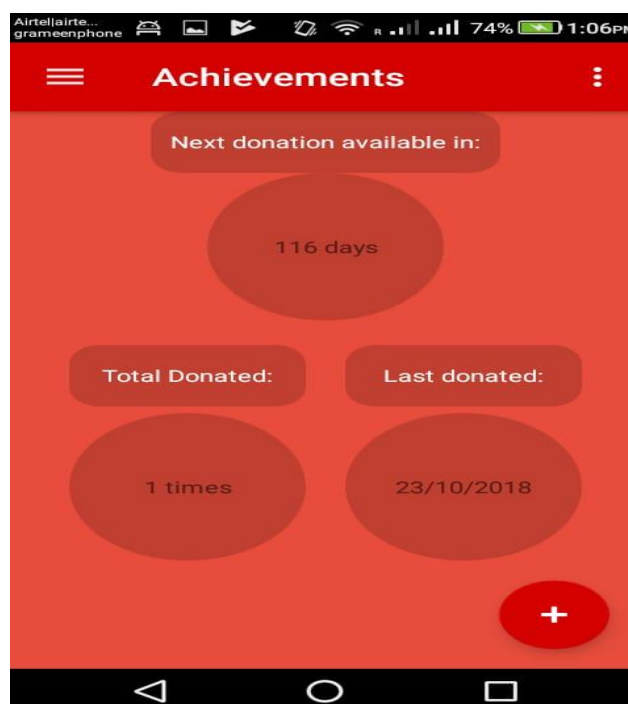 Airtel|airte...
grameenphone
R
74%
1:06PM
Achievements
Next donation available in:
116 days
Total Donated:
Last donated:
1 times
23/10/2018
+